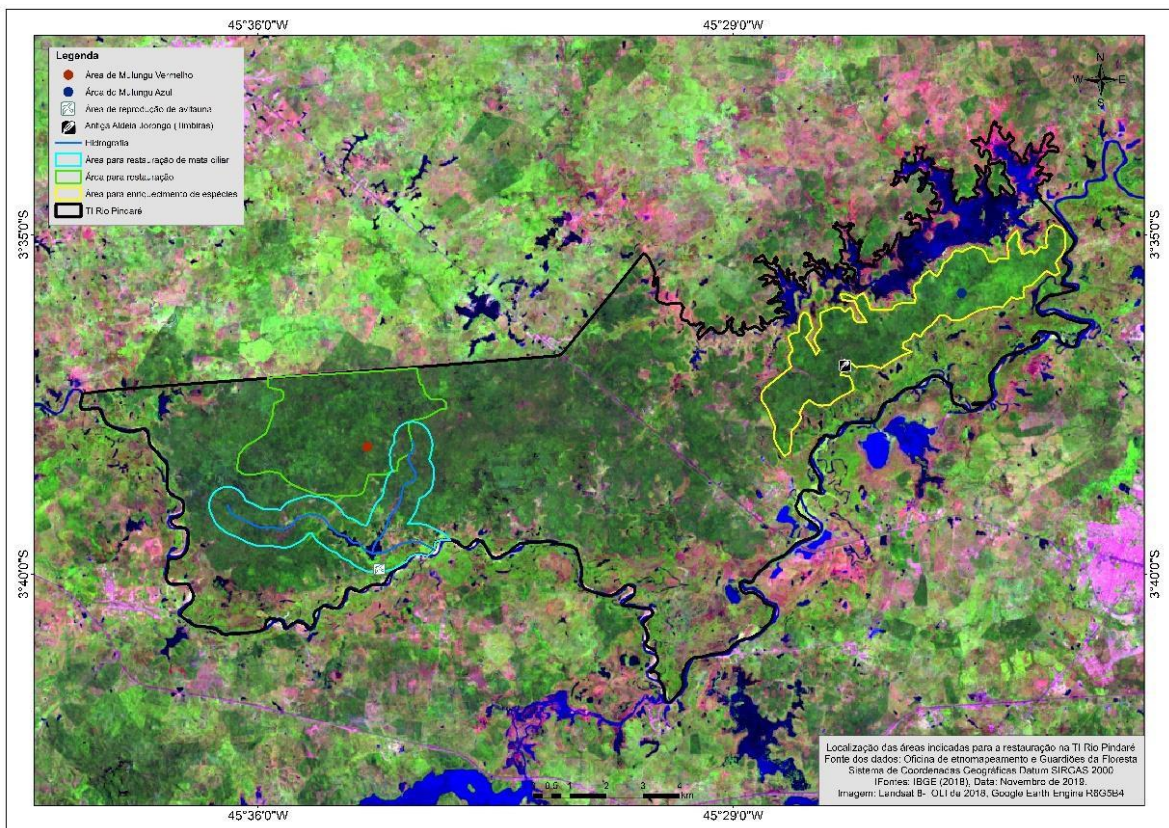 45°36'0"W
45°29'0"W
Legenda
Área de Mulungu Vermelho
Área do Mulungu Azul
Área de reprodução de avifauna
Antiga Aldeia (Timbiras)
Hidrografia
Área para restauração de mata ciliar
Área para restauração
Área para enriquecimento de espécies
TI Rio Pindaré
N
W E
S
3°35'0"S
3°35'0"S
3°40'0"S
3°40'0"S
0 0,5 1 2 3 4
km
Localização das áreas indicadas para a restauração na TI Rio Pindaré
Fonte dos dados: Oficina de etnomapeamento e Guardiões da Floresta
Sistema de Coordenadas Geográficas Datum SIRGAS 2000
IBGE (2018), Data: Novembro de 2019.
Imagem: Landsat 8- OLI de 2018, Google Earth Engine R6G5B4
45°36'0"W
45°29'0"W